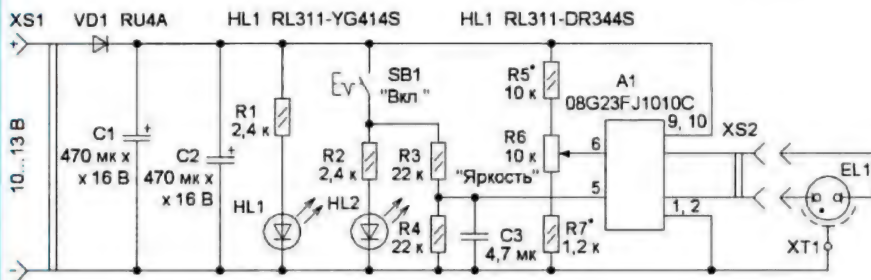 XS1
VD1 RU4A
HL1 RL311-YG414S
HL1 RL311-DR344S
+
10...13 В
–
C1
+
470 мк х
х 16 В
C2
+
470 мк х
х 16 В
R1
2,4 к
HL1
SB1
"Вкл "
R2
2,4 к
HL2
R3
22 к
R4
22 к
"Яркость"
C3
4,7 мк
R5*
10 к
R6
10 к
R7*
1,2 к
A1
08G23FJ1010C
9, 10
6
5
1, 2
XS2
EL1
XT1